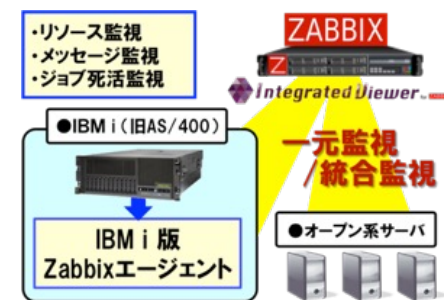 ・リソース監視
・メッセージ監視
・ジョブ死活監視
ZABBIX
Z
Integrated Viewer
●IBM i(旧AS/400)
一元監視
/統合監視
IBM i 版
Zabbixエージェント
●オープン系サーバ